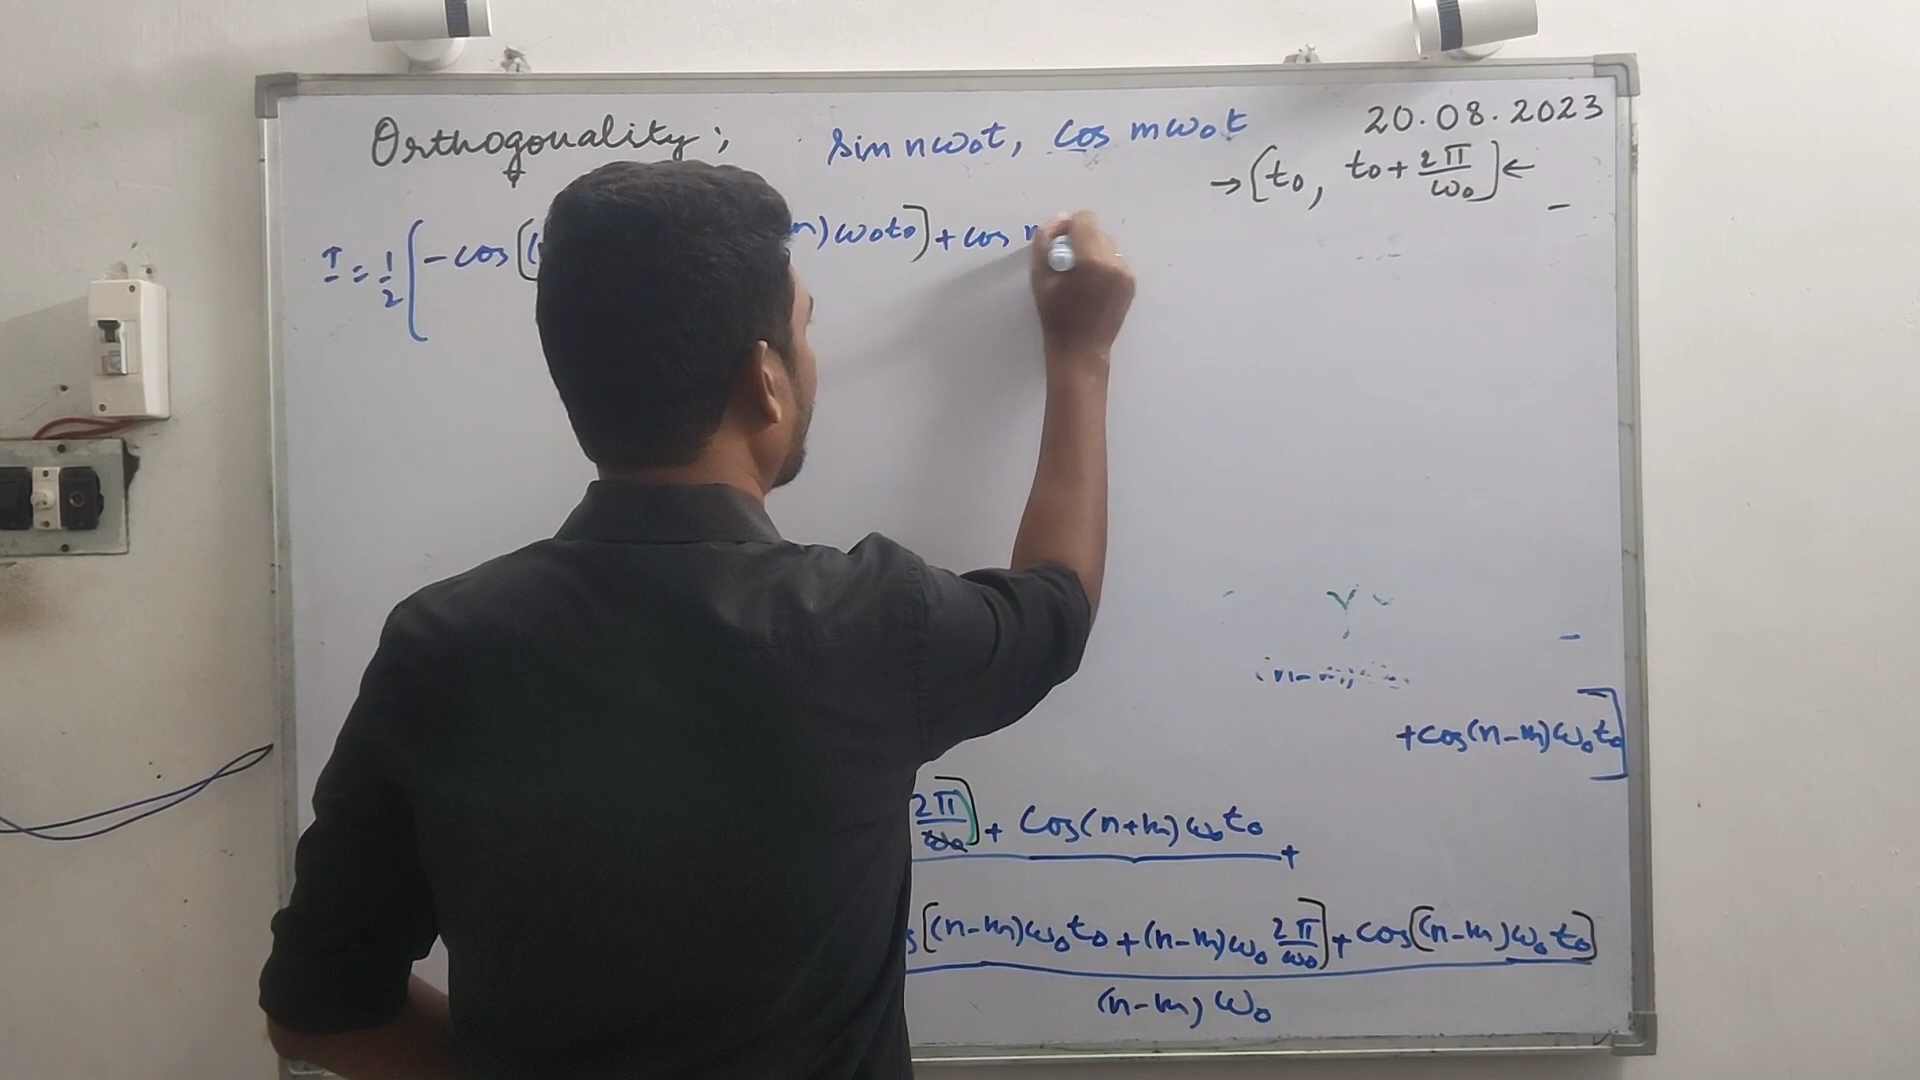 Orthogonality; sin nω₀t, cos mω₀t 20.08.2023
→ [t₀, t₀ + 2π/ω₀] ←
I = 1/2 [ -cos[( m)ω₀t₀] + cos
+cos(n-m)ω₀t₀]
2π/ω₀] + cos(n+m)ω₀t₀ +
[(n-m)ω₀t₀ + (n-m)ω₀ 2π/ω₀] + cos[(n-m)ω₀t₀]
(n-m)ω₀